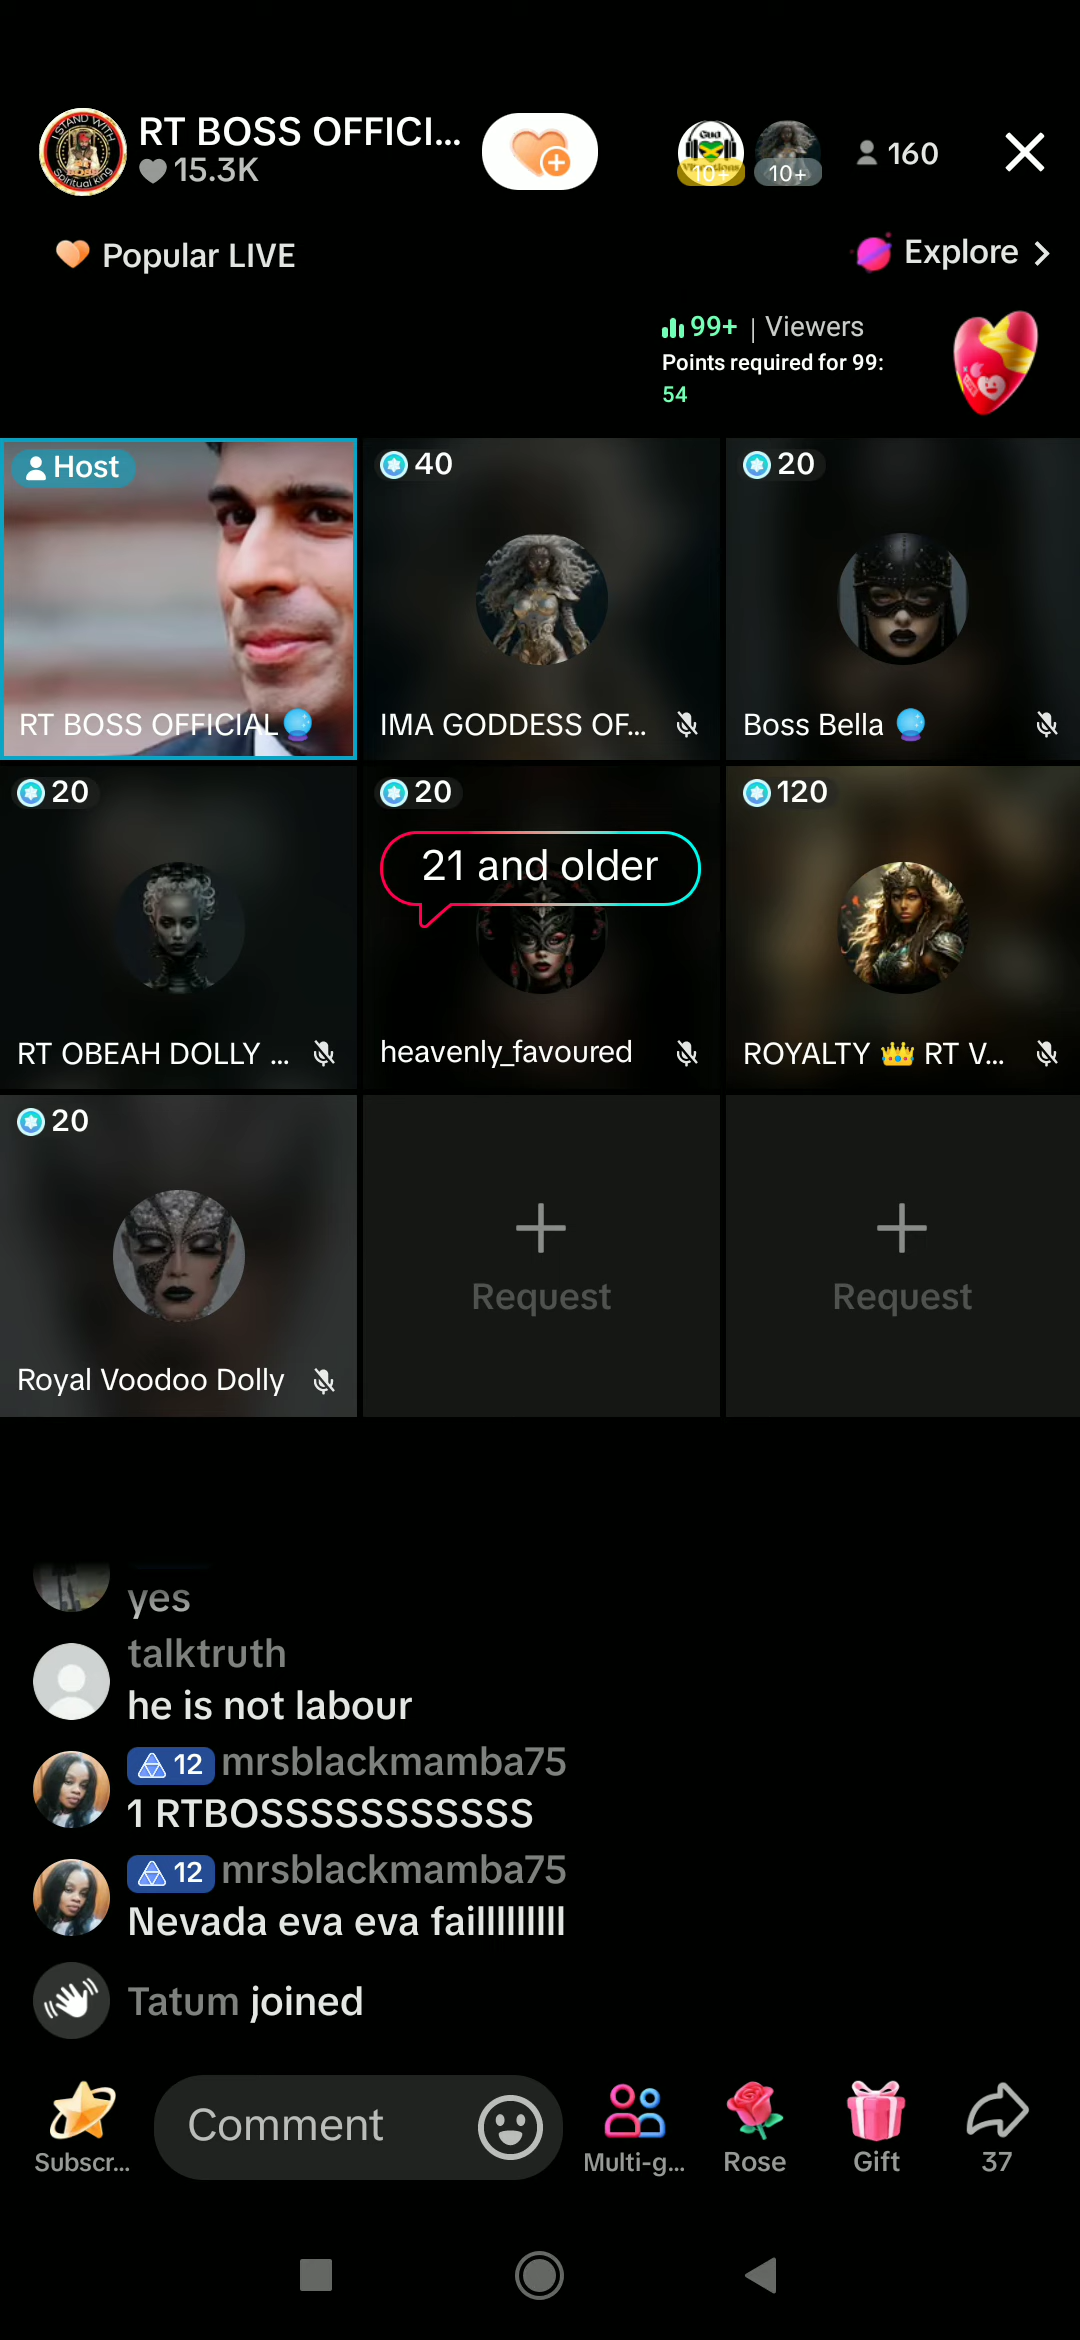 RT BOSS OFFICI...
15.3K
10+
10+
160
Popular LIVE
Explore
99+ | Viewers
Points required for 99:
54
Host
40
20
RT BOSS OFFICIAL🔮
IMA GODDESS OF...
Boss Bella 🔮
20
20
120
21 and older
RT OBEAH DOLLY ...
heavenly_favoured
ROYALTY 👑 RT V...
20
Request
Request
Royal Voodoo Dolly
yes
talktruth
he is not labour
12 mrsblackmamba75
1 RTBOSSSSSSSSSSS
12 mrsblackmamba75
Nevada eva eva faillllllllll
Tatum joined
Comment
Subscr...
Multi-g...
Rose
Gift
37